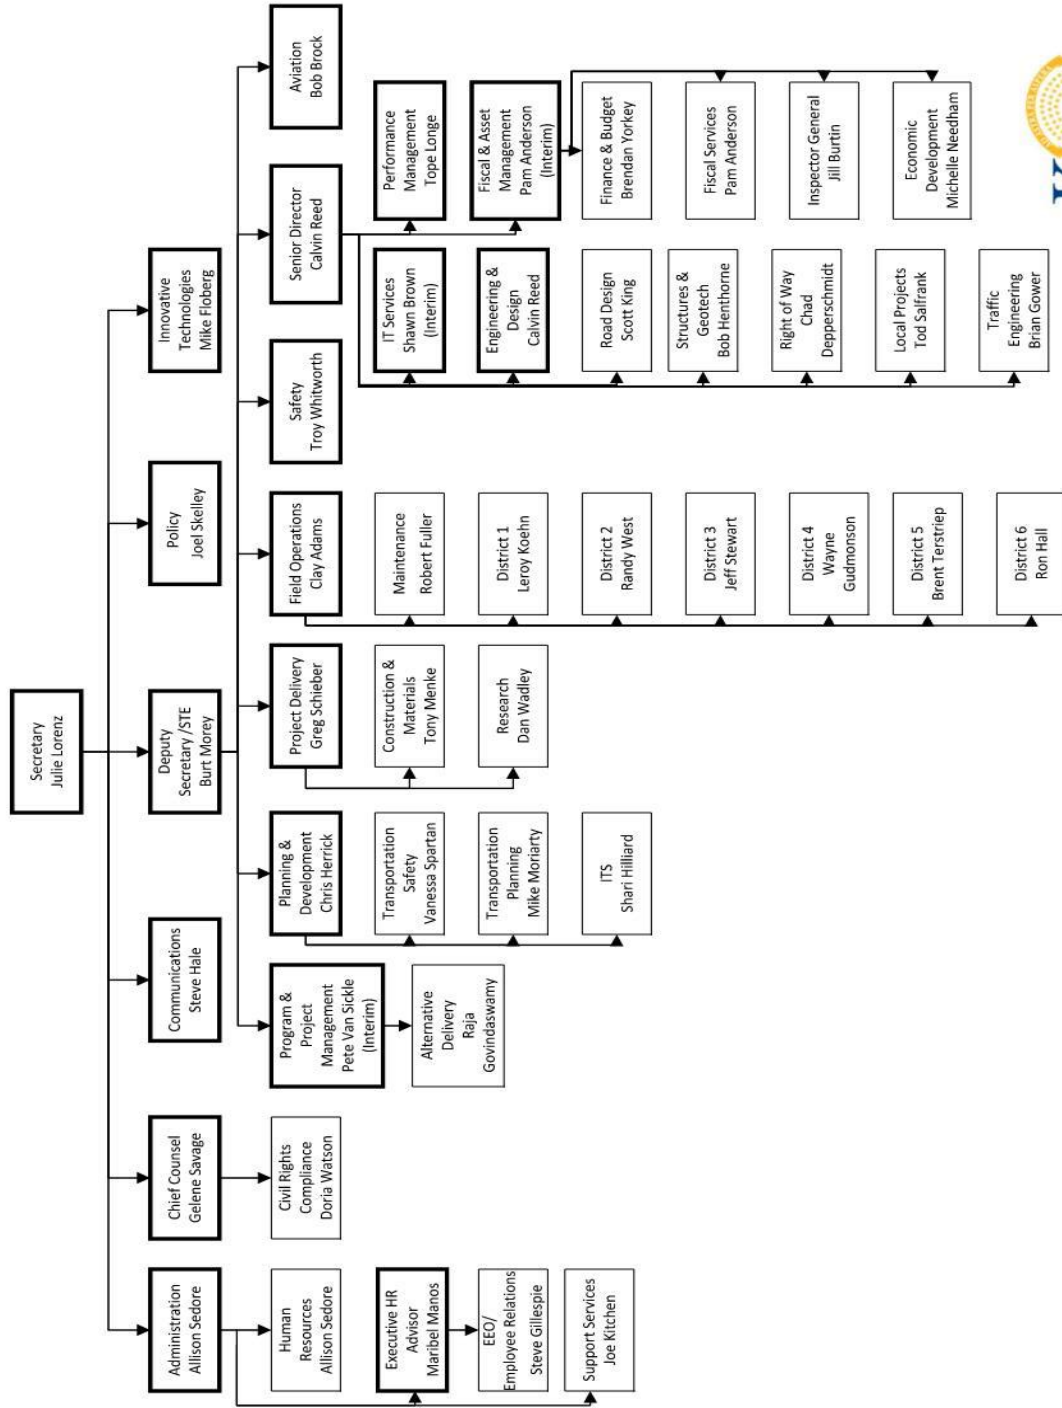 Secretary
Julie Lorenz
Administration
Allison Sedore
Chief Counsel
Gelene Savage
Communications
Steve Hale
Deputy
Secretary /STE
Burt Morey
Policy
Joel Skelley
Innovative
Technologies
Mike Floberg
Human
Resources
Allison Sedore
Executive HR
Advisor
Maribel Manos
EEO/
Employee Relations
Steve Gillespie
Support Services
Joe Kitchen
Civil Rights
Compliance
Doria Watson
Program &
Project
Management
Pete Van Sickle
(Interim)
Alternative
Delivery
Raja
Govindaswamy
Planning &
Development
Chris Herrick
Transportation
Safety
Vanessa Spartan
Transportation
Planning
Mike Moriarty
ITS
Shari Hilliard
Project Delivery
Greg Schieber
Construction &
Materials
Tony Menke
Research
Dan Wadley
Field Operations
Clay Adams
Maintenance
Robert Fuller
District 1
Leroy Koehn
District 2
Randy West
District 3
Jeff Stewart
District 4
Wayne
Gudmonson
District 5
Brent Terstriep
District 6
Ron Hall
Safety
Troy Whitworth
Senior Director
Calvin Reed
IT Services
Shawn Brown
(Interim)
Engineering &
Design
Calvin Reed
Road Design
Scott King
Structures &
Geotech
Bob Henthorne
Right of Way
Chad
Depperschmidt
Local Projects
Tod Salfrank
Traffic
Engineering
Brian Gower
Performance
Management
Tope Longe
Fiscal & Asset
Management
Pam Anderson
(Interim)
Finance & Budget
Brendan Yorkey
Fiscal Services
Pam Anderson
Inspector General
Jill Burtin
Economic
Development
Michelle Needham
Aviation
Bob Brock